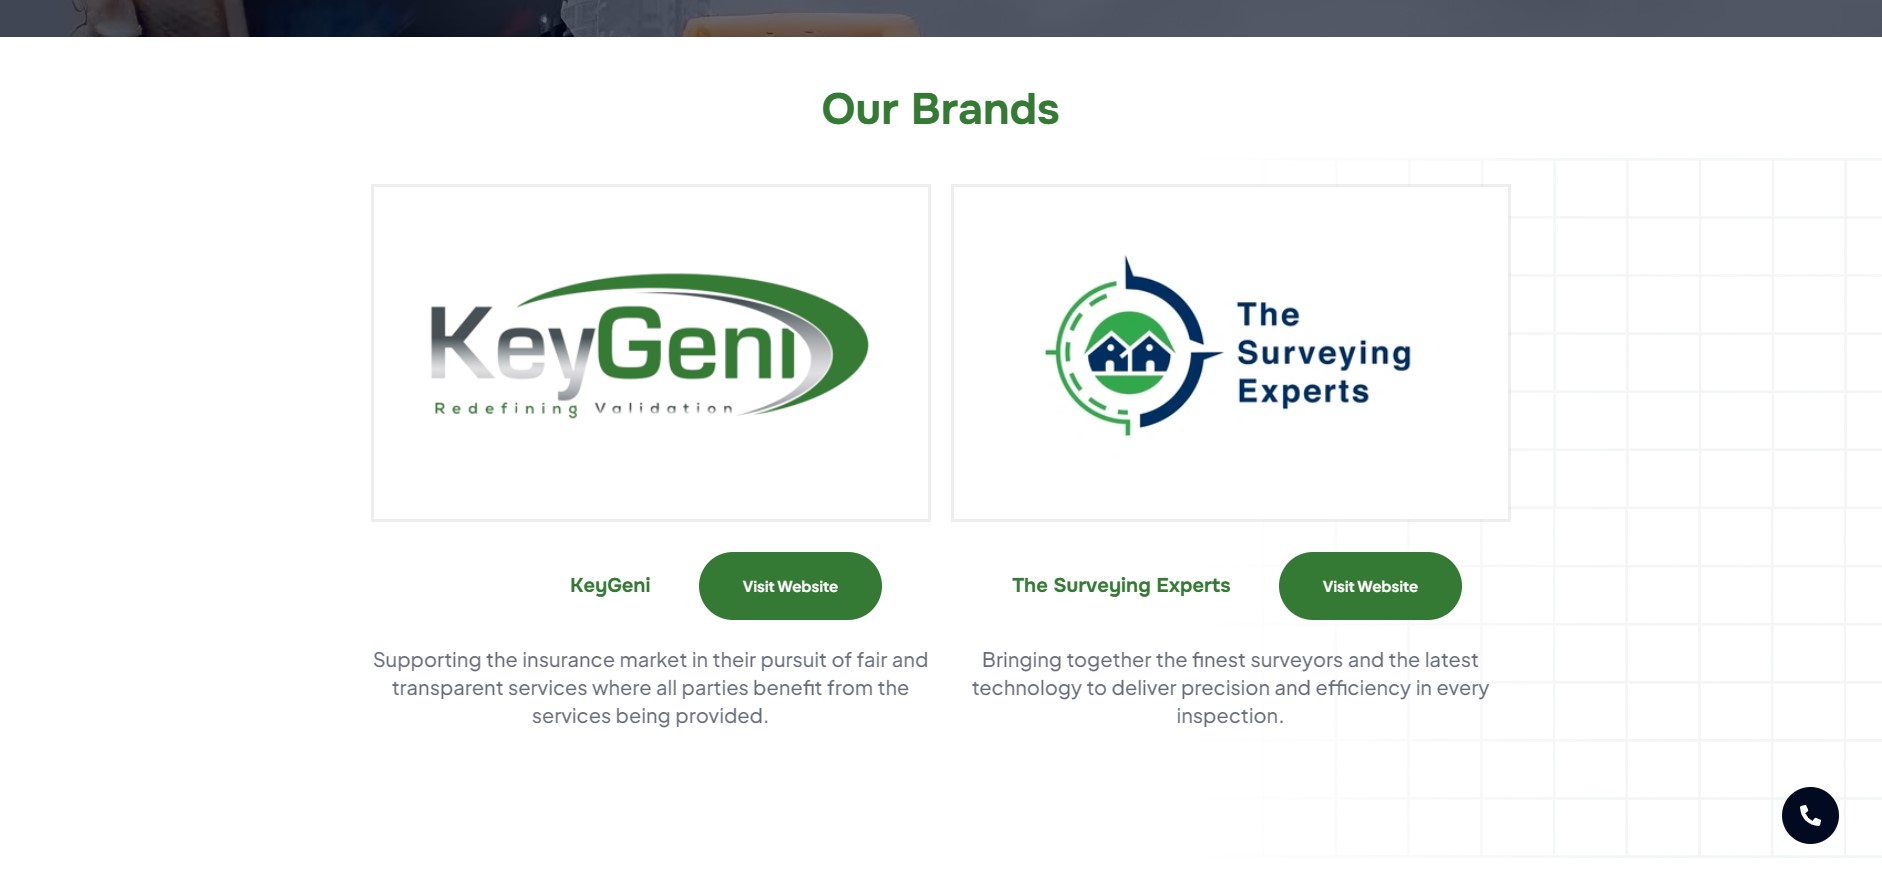 Our Brands
KeyGeni
Redefining Validation
The
Surveying
Experts
KeyGeni
Visit Website
The Surveying Experts
Visit Website
Supporting the insurance market in their pursuit of fair and
transparent services where all parties benefit from the
services being provided.
Bringing together the finest surveyors and the latest
technology to deliver precision and efficiency in every
inspection.